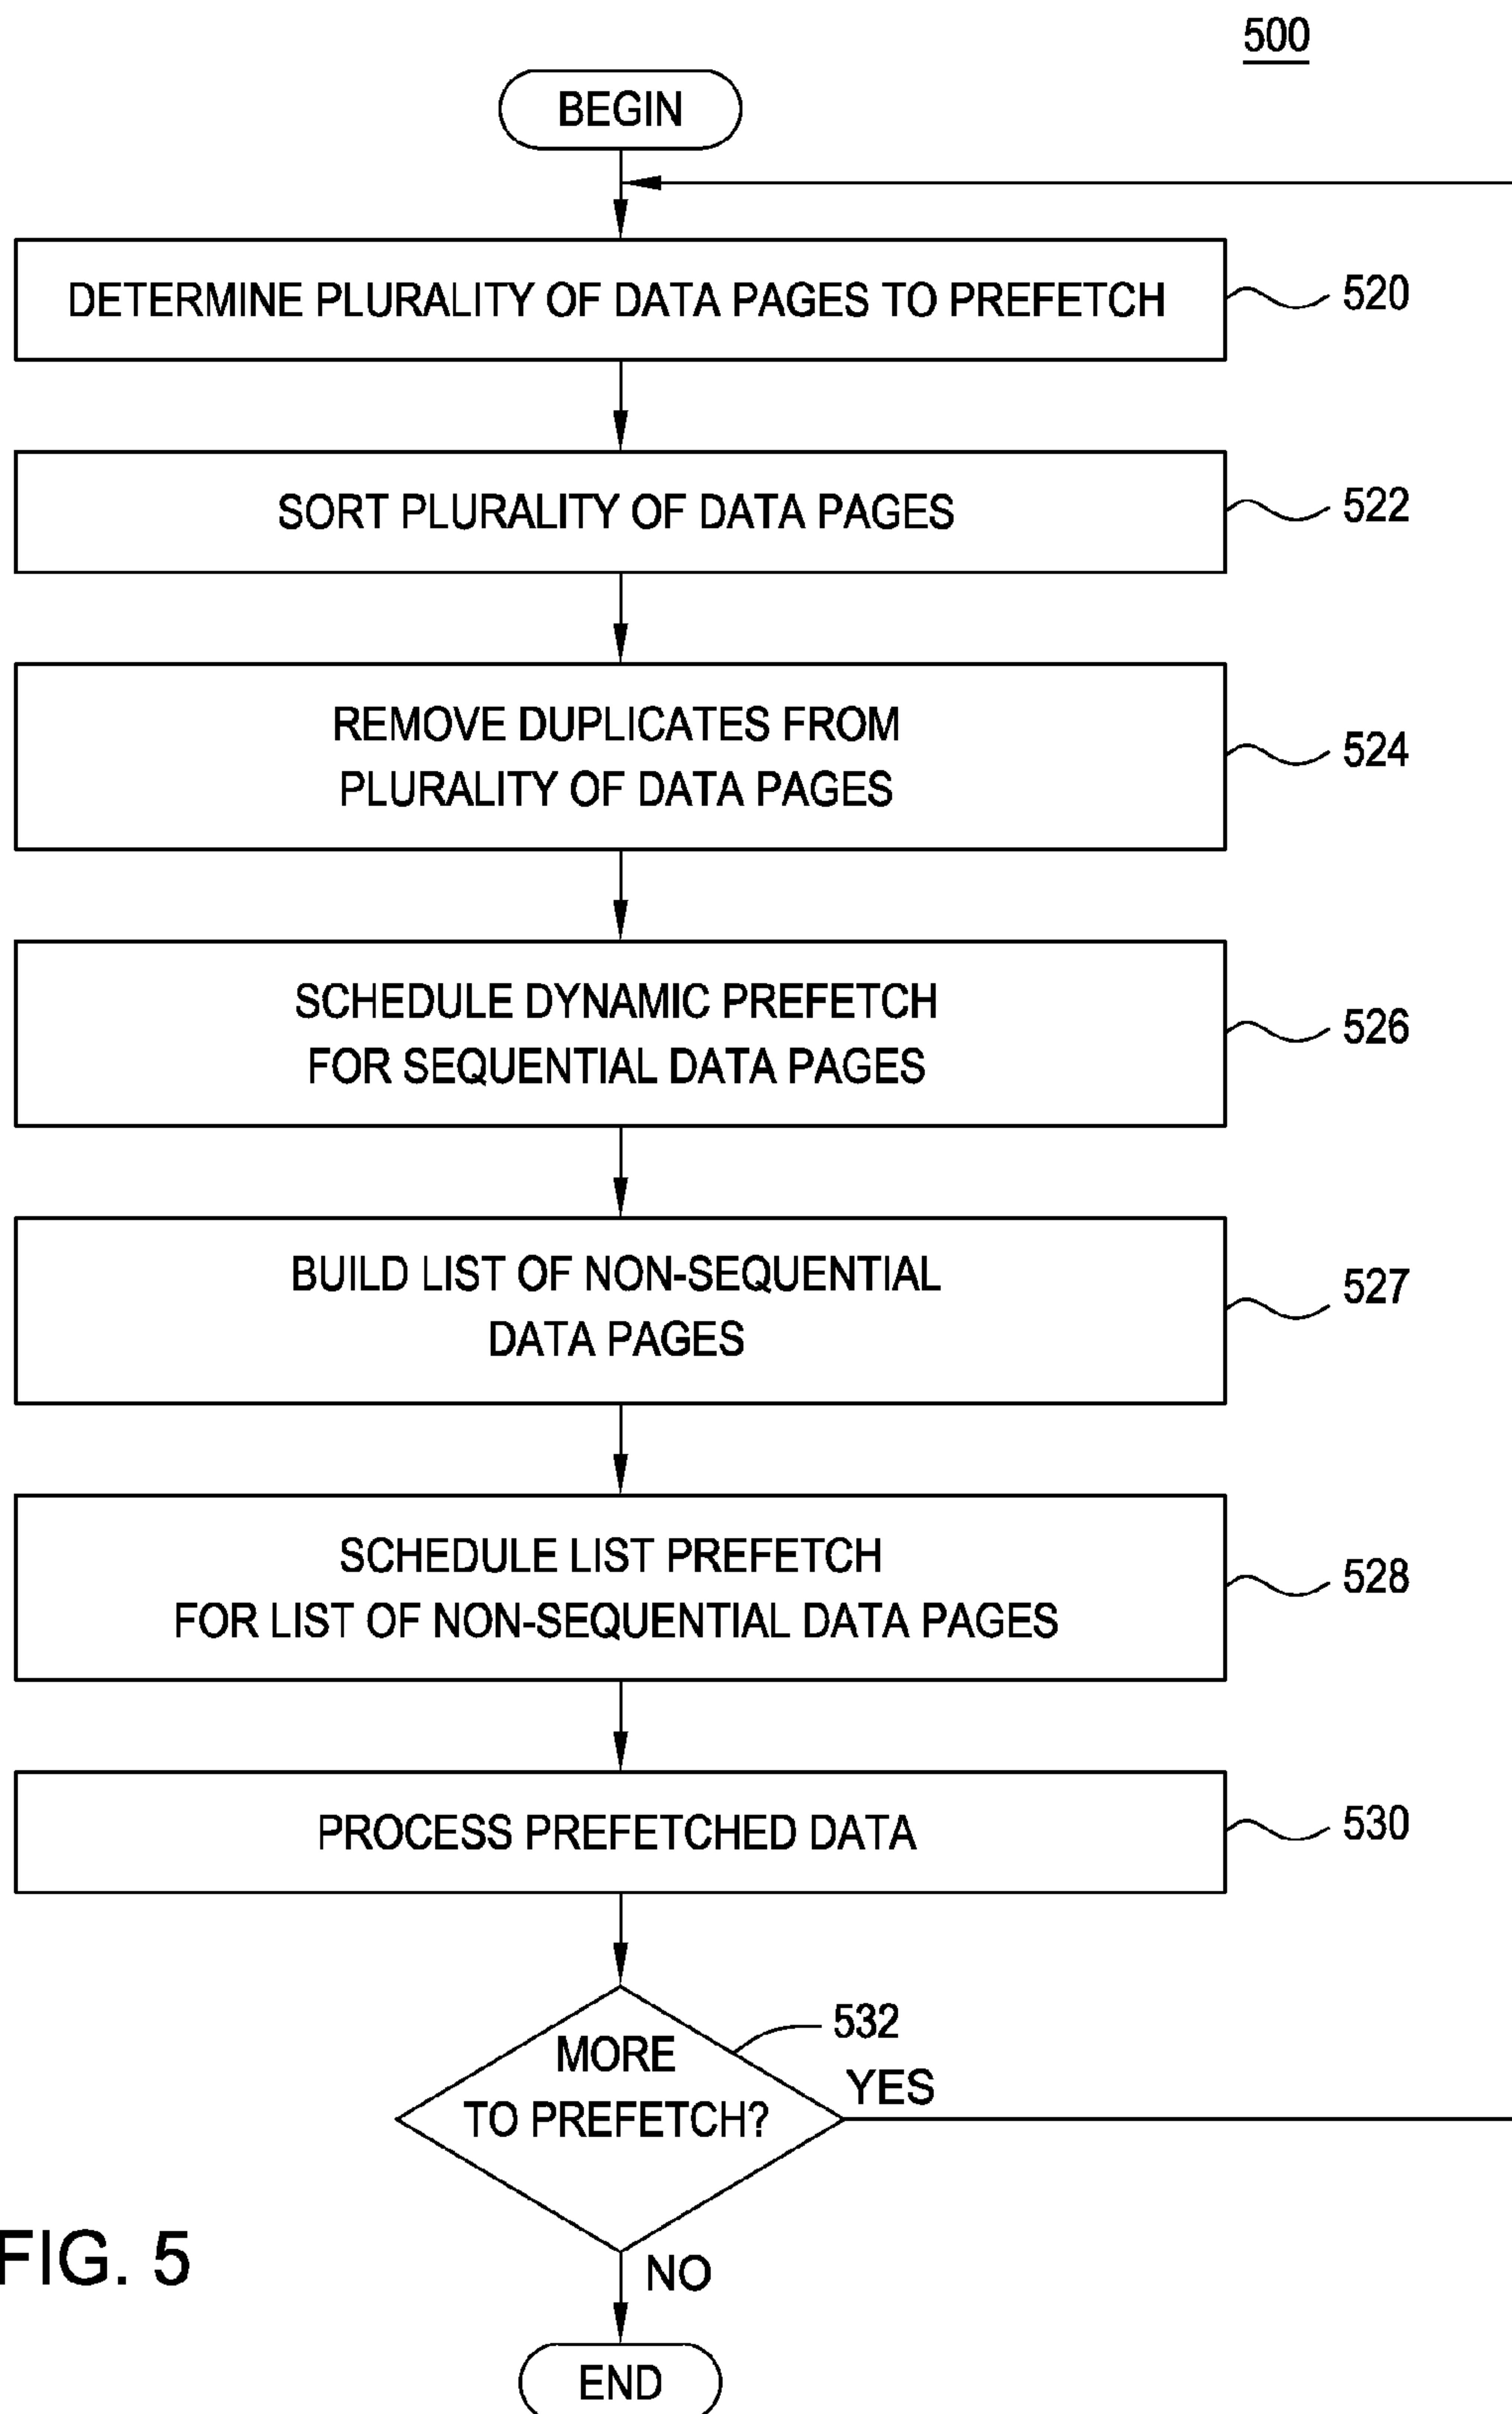 500
BEGIN
DETERMINE PLURALITY OF DATA PAGES TO PREFETCH
520
SORT PLURALITY OF DATA PAGES
522
REMOVE DUPLICATES FROM
PLURALITY OF DATA PAGES
524
SCHEDULE DYNAMIC PREFETCH
FOR SEQUENTIAL DATA PAGES
526
BUILD LIST OF NON-SEQUENTIAL
DATA PAGES
527
SCHEDULE LIST PREFETCH
FOR LIST OF NON-SEQUENTIAL DATA PAGES
528
PROCESS PREFETCHED DATA
530
MORE
TO PREFETCH?
532
YES
NO
END
FIG. 5